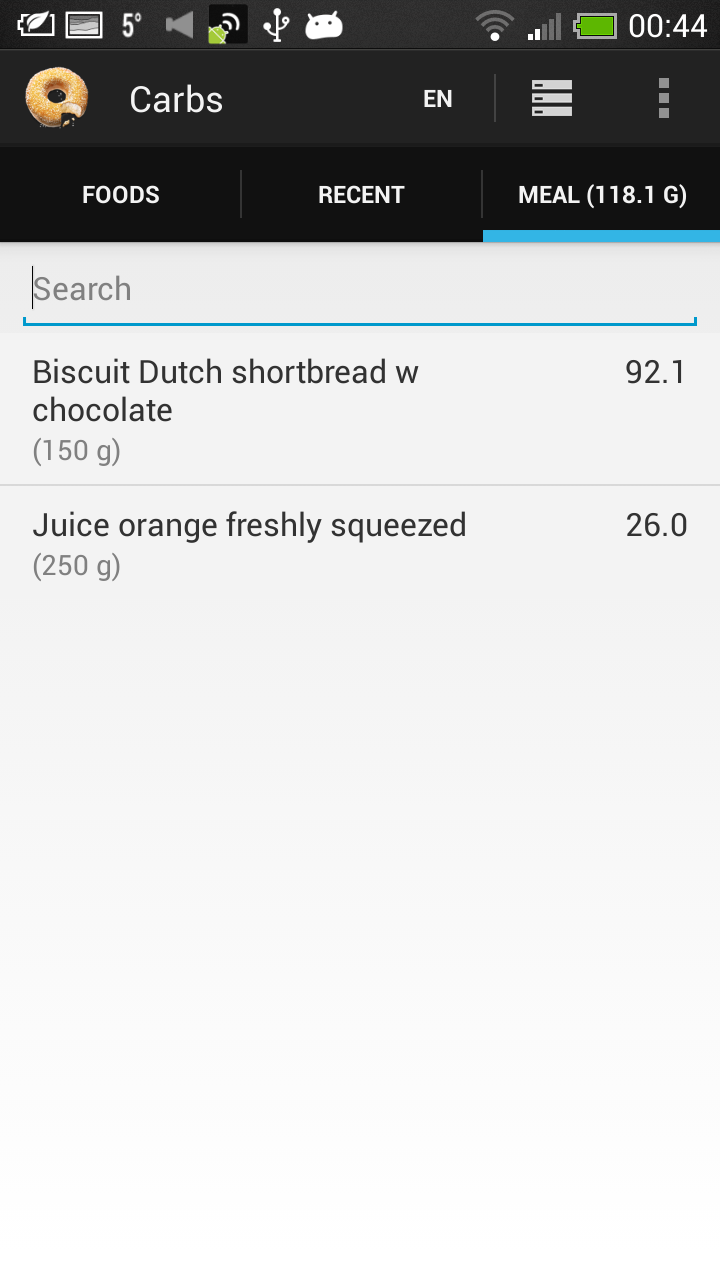 5° 00:44
Carbs EN
FOODS RECENT MEAL (118.1 G)
Search
Biscuit Dutch shortbread w 92.1
chocolate
(150 g)
Juice orange freshly squeezed 26.0
(250 g)